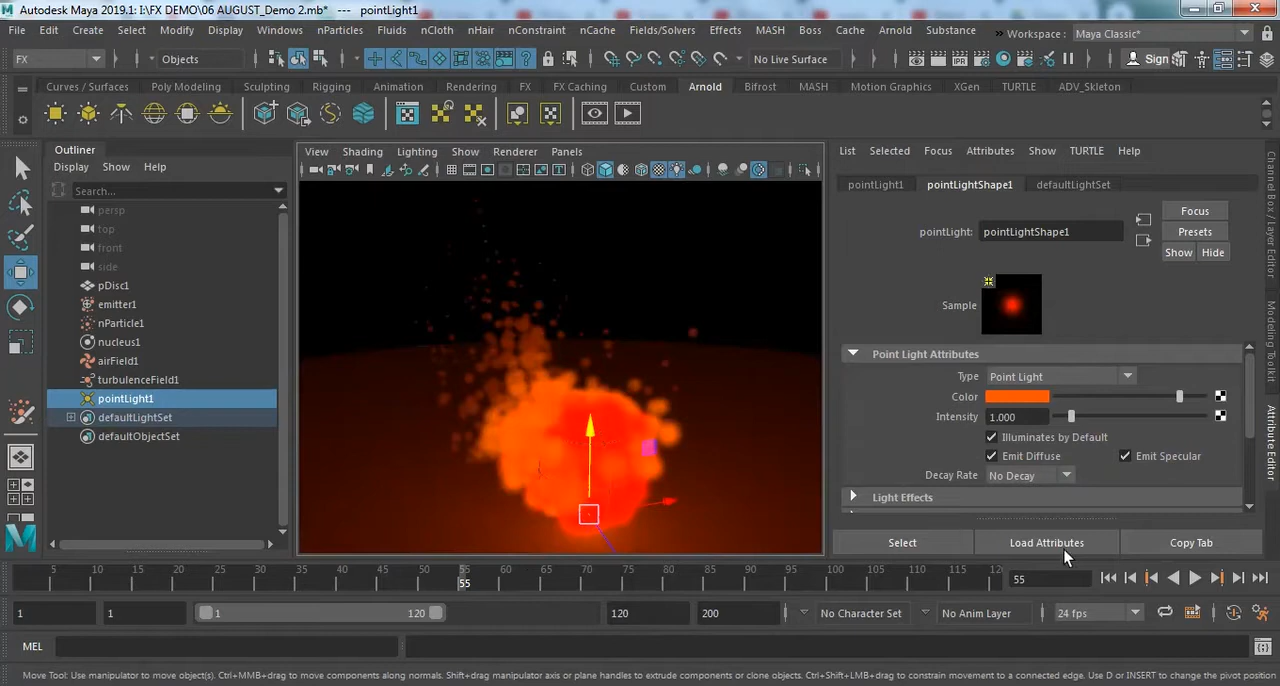 Autodesk Maya 2019.1: I:\FX DEMO\06 AUGUST_Demo 2.mb* --- pointLight1
File Edit Create Select Modify Display Windows nParticles Fluids nCloth nHair nConstraint nCache Fields/Solvers Effects MASH Boss Cache Arnold Substance » Workspace : Maya Classic*
FX Objects No Live Surface Sign
Curves / Surfaces Poly Modeling Sculpting Rigging Animation Rendering FX FX Caching Custom Arnold Bifrost MASH Motion Graphics XGen TURTLE ADV_Skeleton
IPR
Outliner
Display Show Help
Search...
persp
top
front
side
pDisc1
emitter1
nParticle1
nucleus1
airField1
turbulenceField1
pointLight1
defaultLightSet
defaultObjectSet
View Shading Lighting Show Renderer Panels
List Selected Focus Attributes Show TURTLE Help
pointLight1 pointLightShape1 defaultLightSet
pointLight: pointLightShape1
Focus
Presets
Show Hide
Sample
Point Light Attributes
Type Point Light
Color
Intensity 1.000
Illuminates by Default
Emit Diffuse Emit Specular
Decay Rate No Decay
Light Effects
Select Load Attributes Copy Tab
Channel Box / Layer Editor
Modeling Toolkit
Attribute Editor
5 10 15 20 25 30 35 40 45 50 55 60 65 70 75 80 85 90 95 100 105 110 115 120
55
55
1 1 1 120 120 200 No Character Set No Anim Layer 24 fps
MEL
Move Tool: Use manipulator to move object(s). Ctrl+MMB+drag to move components along normals. Shift+drag manipulator axis or plane handles to extrude components or clone objects. Ctrl+Shift+LMB+drag to constrain movement to a connected edge. Use D or INSERT to change the pivot position